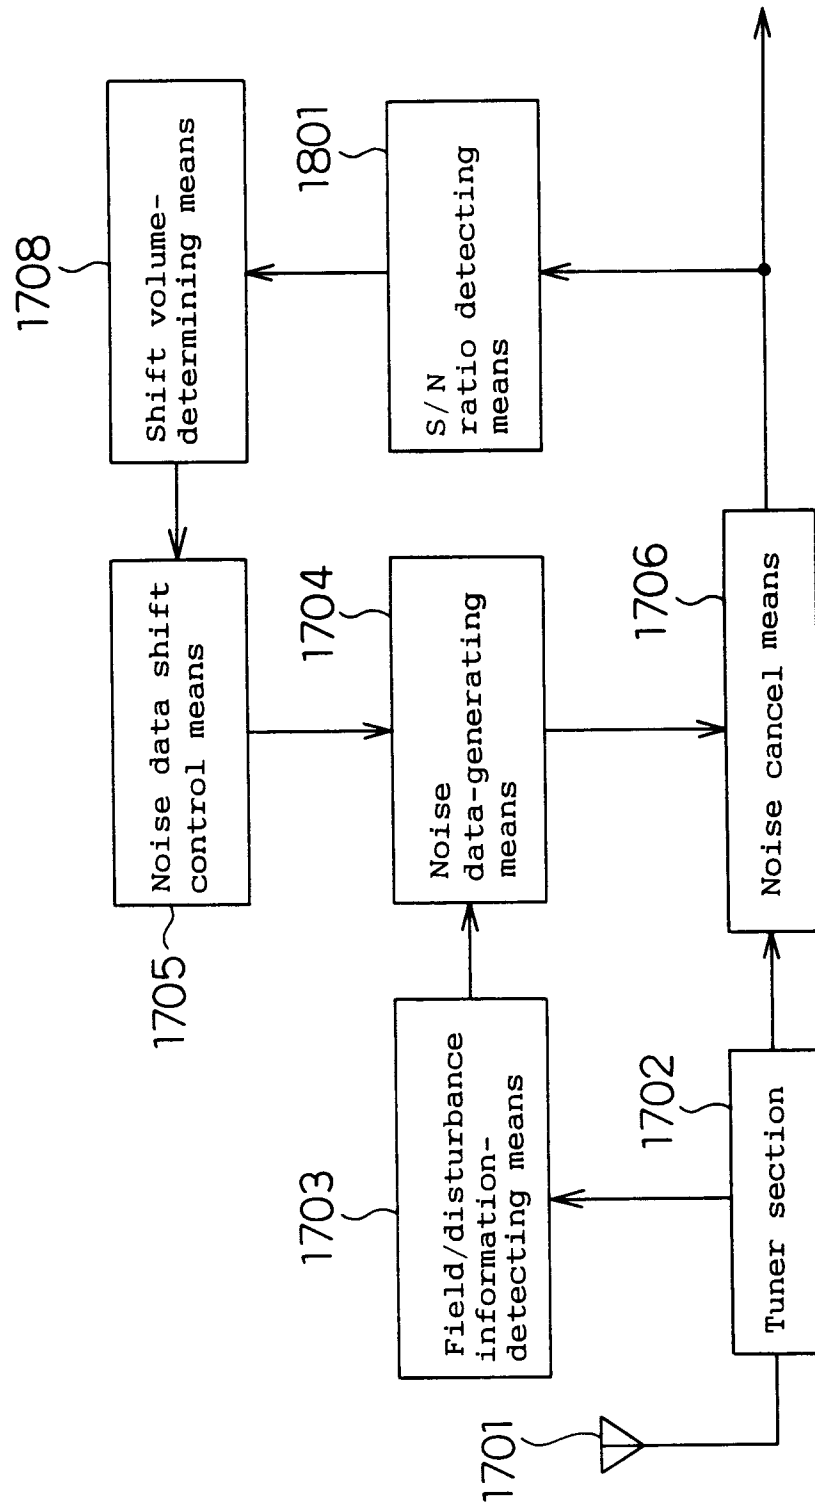 1708
Shift volume-
determining means
1801
S/N
ratio detecting
means
1705
Noise data shift
control means
1704
Noise
data-generating
means
1706
Noise cancel means
1703
Field/disturbance
information-
detecting means
1702
Tuner section
1701